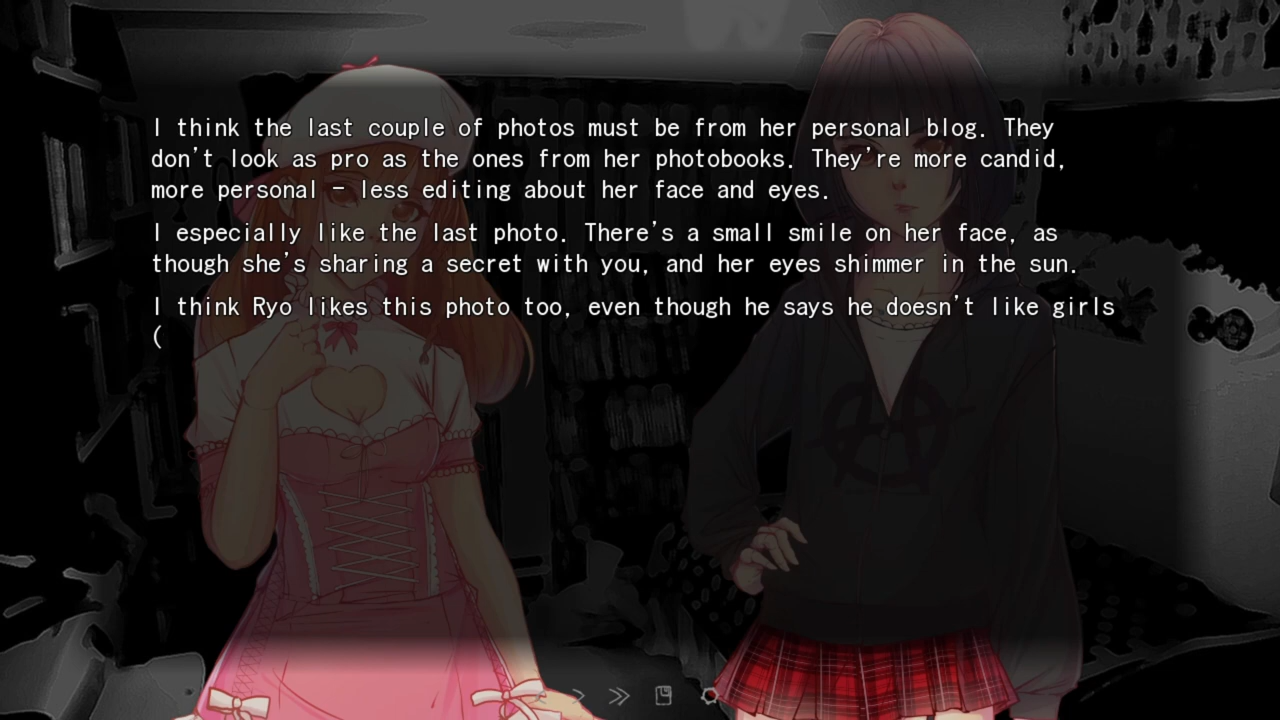 I think the last couple of photos must be from her personal blog. They
don't look as pro as the ones from her photobooks. They're more candid,
more personal – less editing about her face and eyes.
I especially like the last photo. There's a small smile on her face, as
though she's sharing a secret with you, and her eyes shimmer in the sun.
I think Ryo likes this photo too, even though he says he doesn't like girls
(